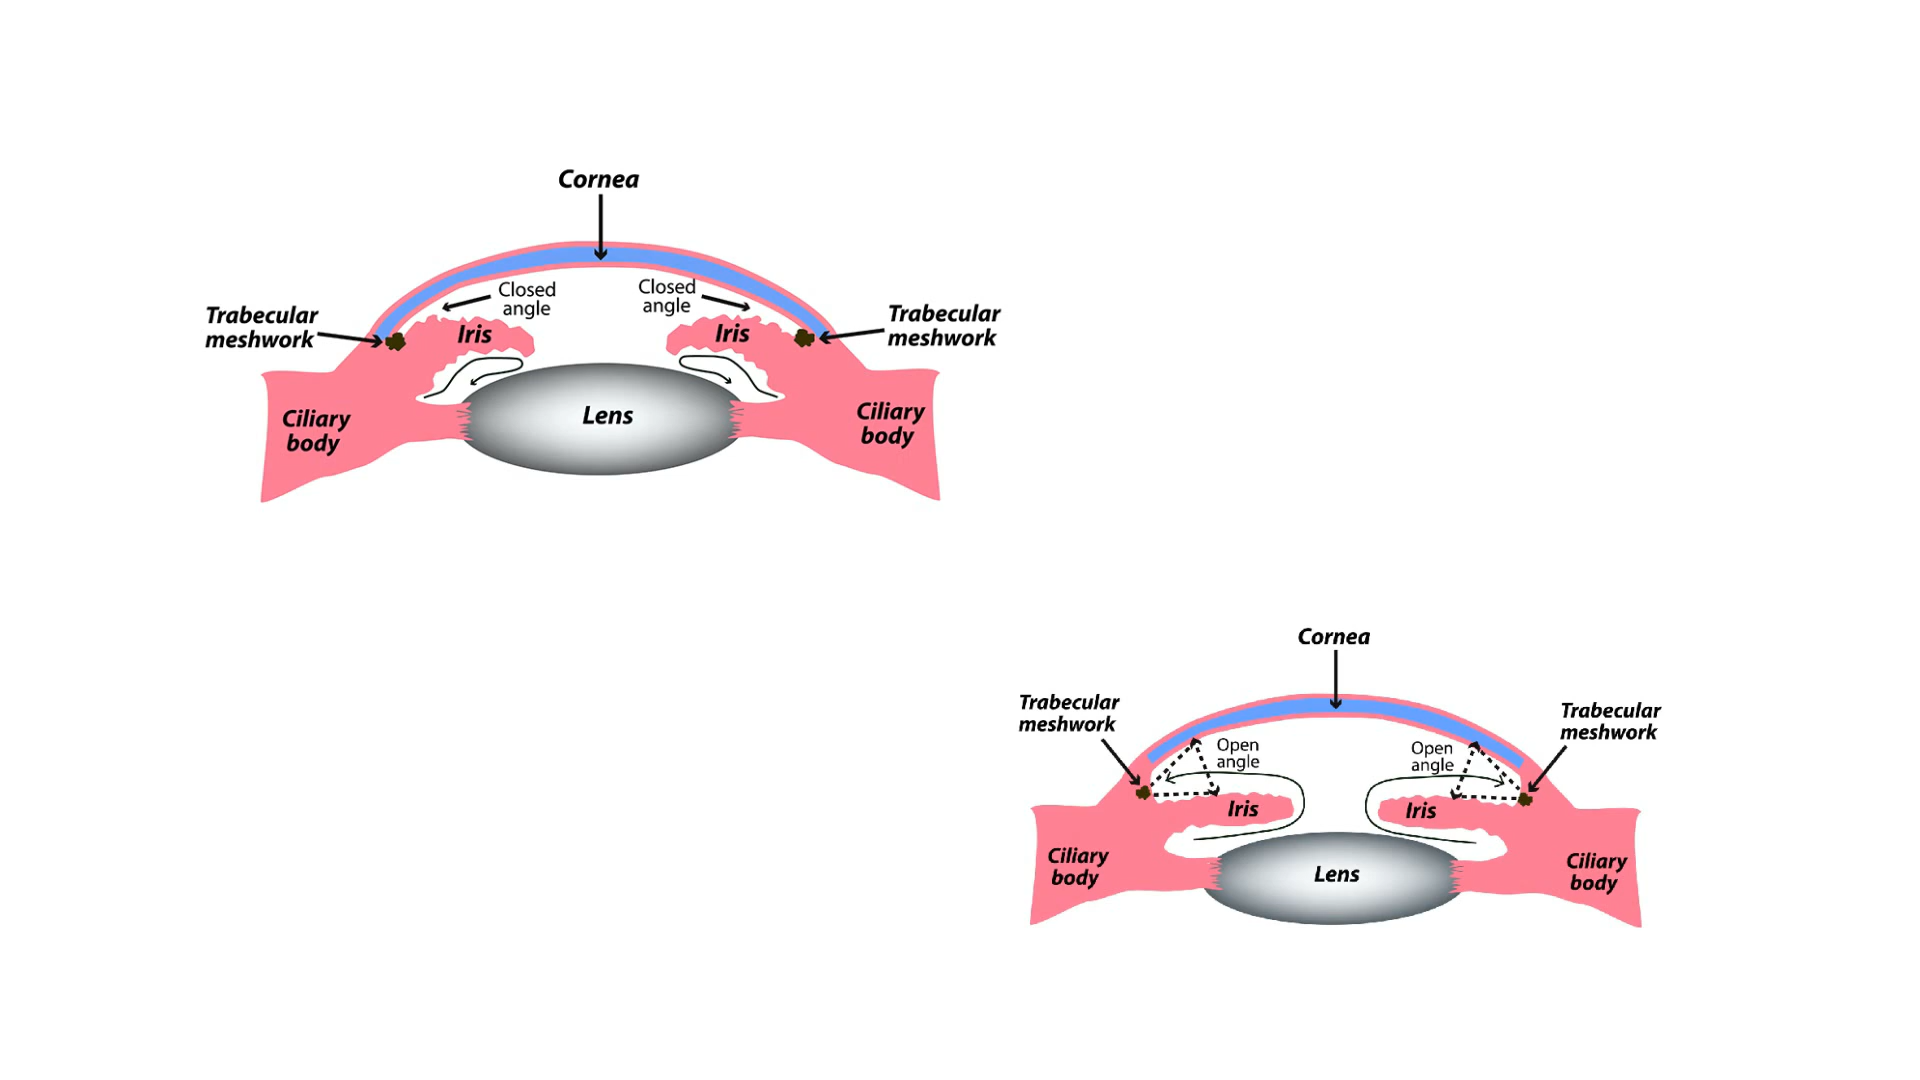 Cornea
Closed
angle
Closed
angle
Trabecular
meshwork
Trabecular
meshwork
Iris
Iris
Lens
Ciliary
body
Ciliary
body
Cornea
Trabecular
meshwork
Trabecular
meshwork
Open
angle
Open
angle
Iris
Iris
Ciliary
body
Lens
Ciliary
body